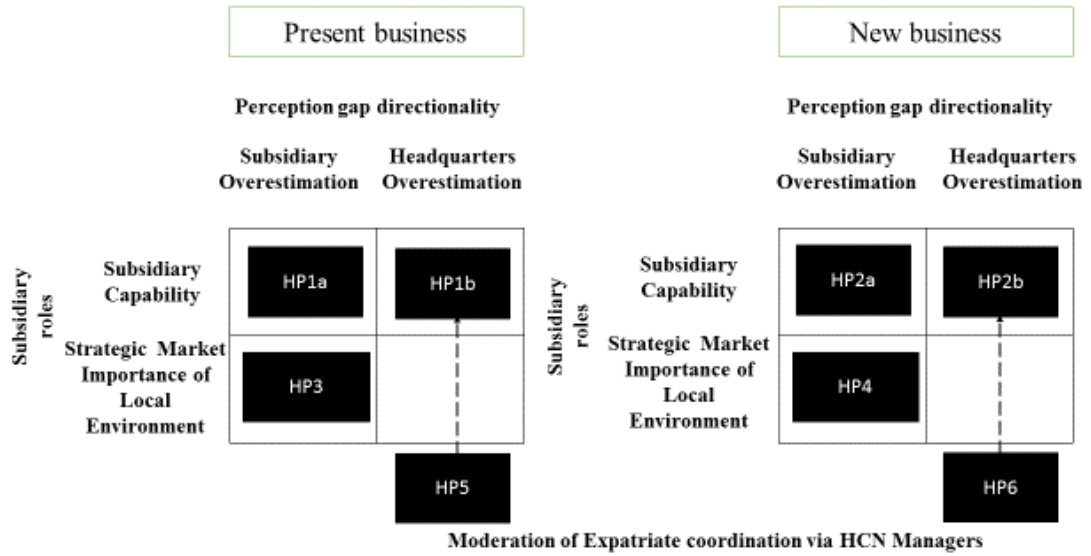 Present business
New business
Perception gap directionality
Perception gap directionality
Subsidiary
Overestimation
Headquarters
Overestimation
Subsidiary
Overestimation
Headquarters
Overestimation
Subsidiary
roles
Subsidiary
Capability
HP1a
HP1b
Strategic Market
Importance of
Local
Environment
HP3
HP5
Subsidiary
roles
Subsidiary
Capability
HP2a
HP2b
Strategic Market
Importance of
Local
Environment
HP4
HP6
Moderation of Expatriate coordination via HCN Managers